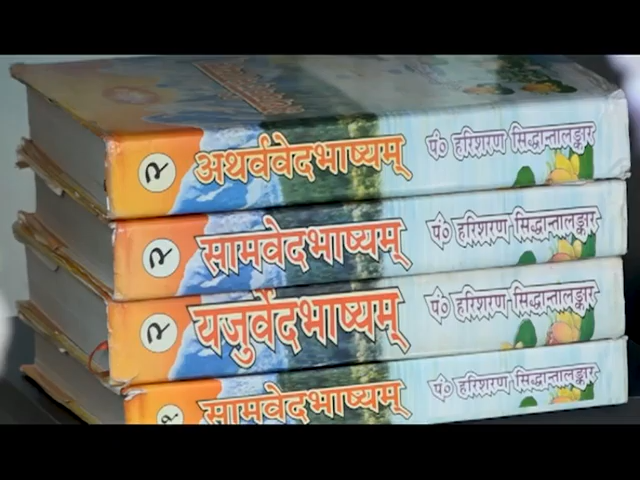 २ अथर्ववेदभाष्यम् पं० हरिशरण सिद्धान्तालङ्कार
२ सामवेदभाष्यम् पं० हरिशरण सिद्धान्तालङ्कार
२ यजुर्वेदभाष्यम् पं० हरिशरण सिद्धान्तालङ्कार
सामवेदभाष्यम् पं० हरिशरण सिद्धान्तालङ्कार